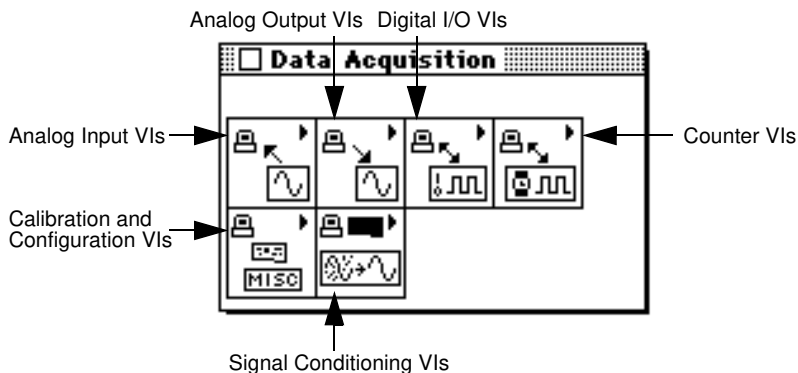 Analog Output VIs Digital I/O VIs
Data Acquisition
Analog Input VIs
Counter VIs
Calibration and
Configuration VIs
MISC
Signal Conditioning VIs